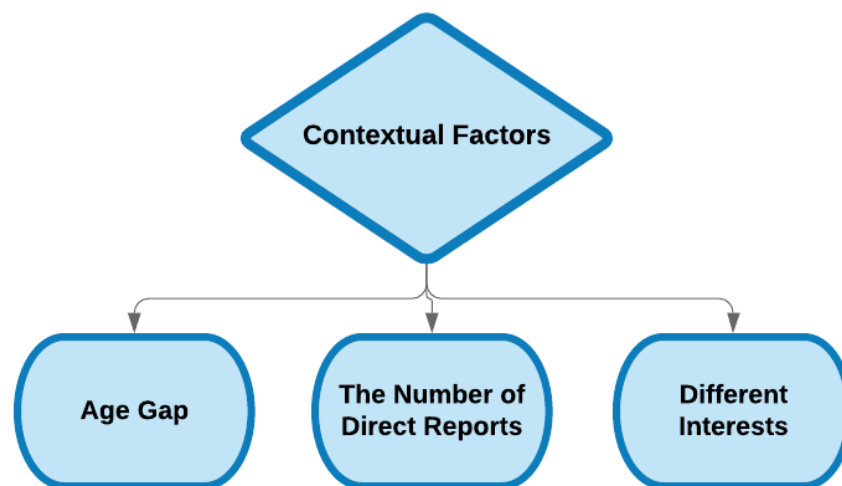 Contextual Factors
Age Gap
The Number of
Direct Reports
Different
Interests